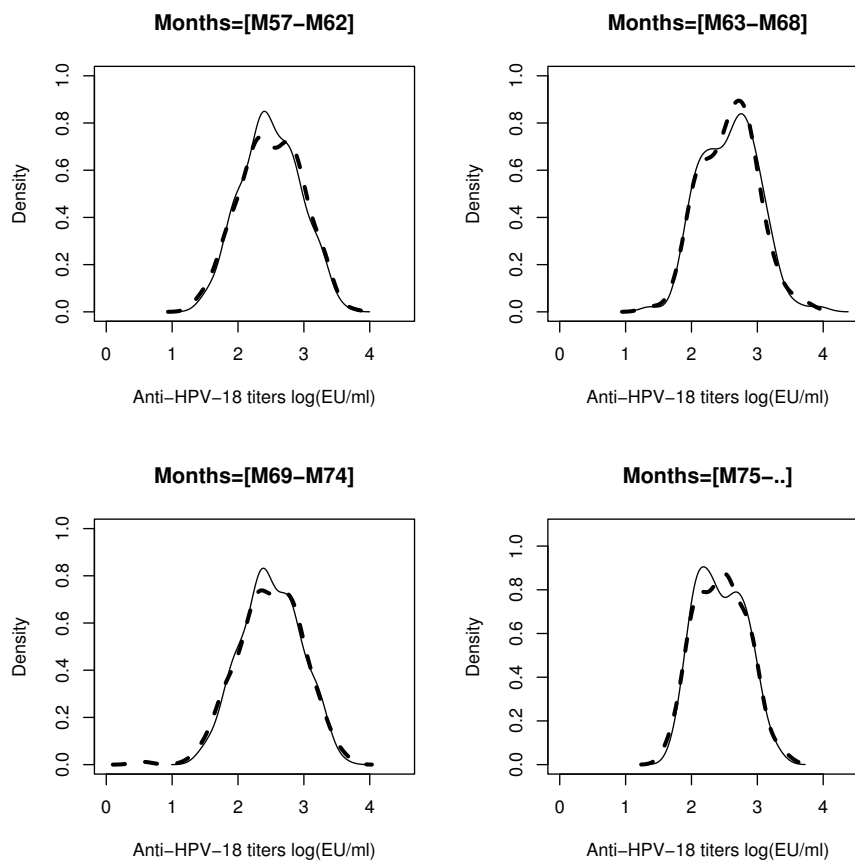 Months=[M57−M62]
Density
0.0 0.2 0.4 0.6 0.8 1.0
0 1 2 3 4
Anti−HPV−18 titers log(EU/ml)
Months=[M63−M68]
Density
0.0 0.2 0.4 0.6 0.8 1.0
0 1 2 3 4
Anti−HPV−18 titers log(EU/ml)
Months=[M69−M74]
Density
0.0 0.2 0.4 0.6 0.8 1.0
0 1 2 3 4
Anti−HPV−18 titers log(EU/ml)
Months=[M75−..]
Density
0.0 0.2 0.4 0.6 0.8 1.0
0 1 2 3 4
Anti−HPV−18 titers log(EU/ml)